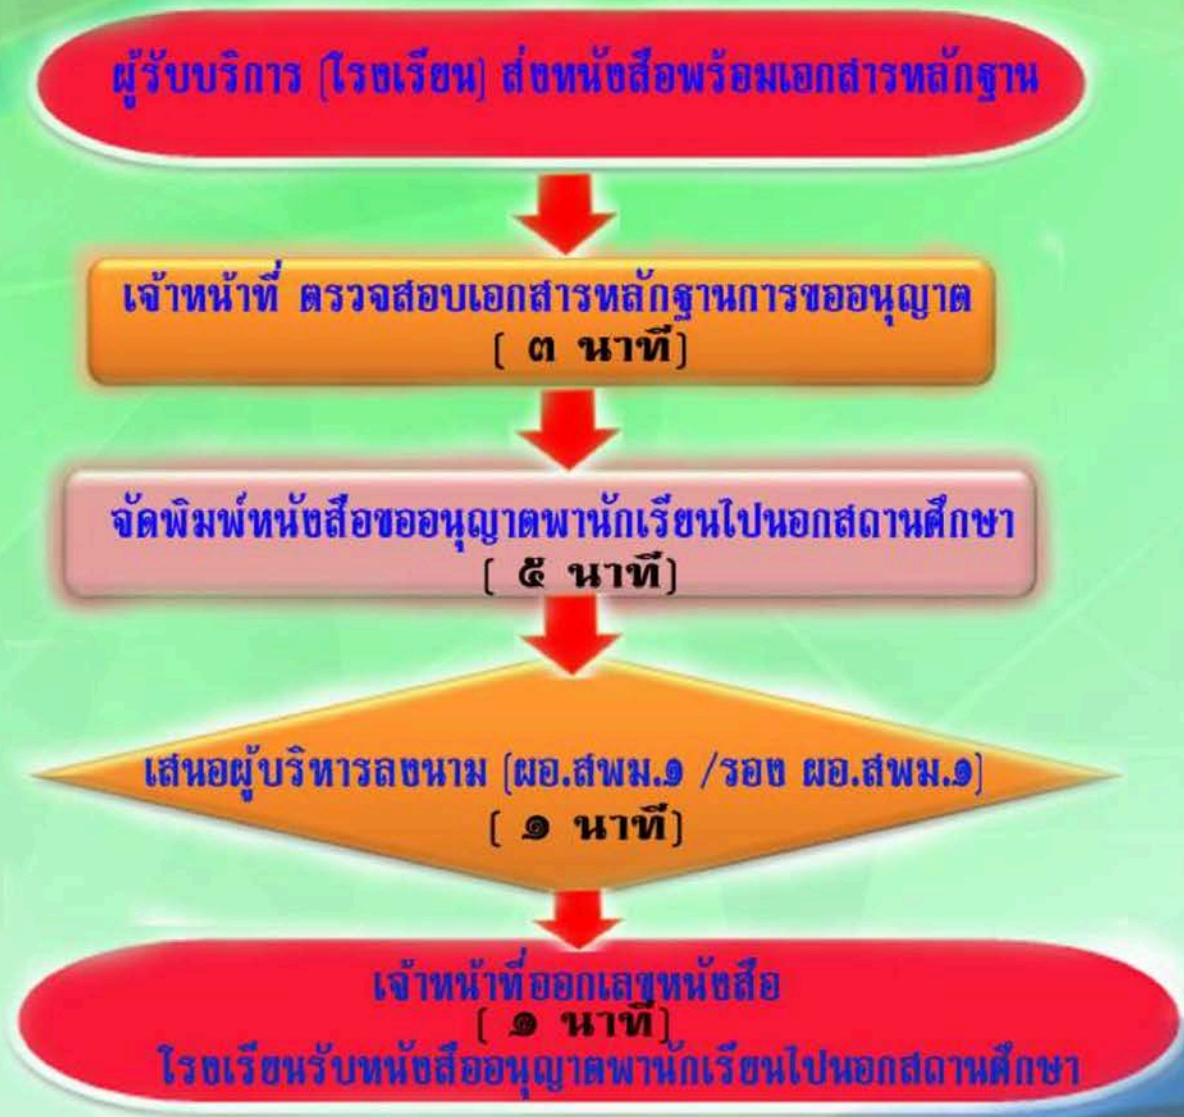 ผู้รับบริการ (โรงเรียน) ส่งหนังสือพร้อมเอกสารหลักฐาน
เจ้าหน้าที่ ตรวจสอบเอกสารหลักฐานการขออนุญาต
( ๓ นาที)
จัดพิมพ์หนังสือขออนุญาตพานักเรียนไปนอกสถานศึกษา
( ๕ นาที)
เสนอผู้บริหารลงนาม (ผอ.สพม.๑ /รอง ผอ.สพม.๑)
( ๑ นาที)
เจ้าหน้าที่ออกเลขหนังสือ
( ๑ นาที)
โรงเรียนรับหนังสืออนุญาตพานักเรียนไปนอกสถานศึกษา